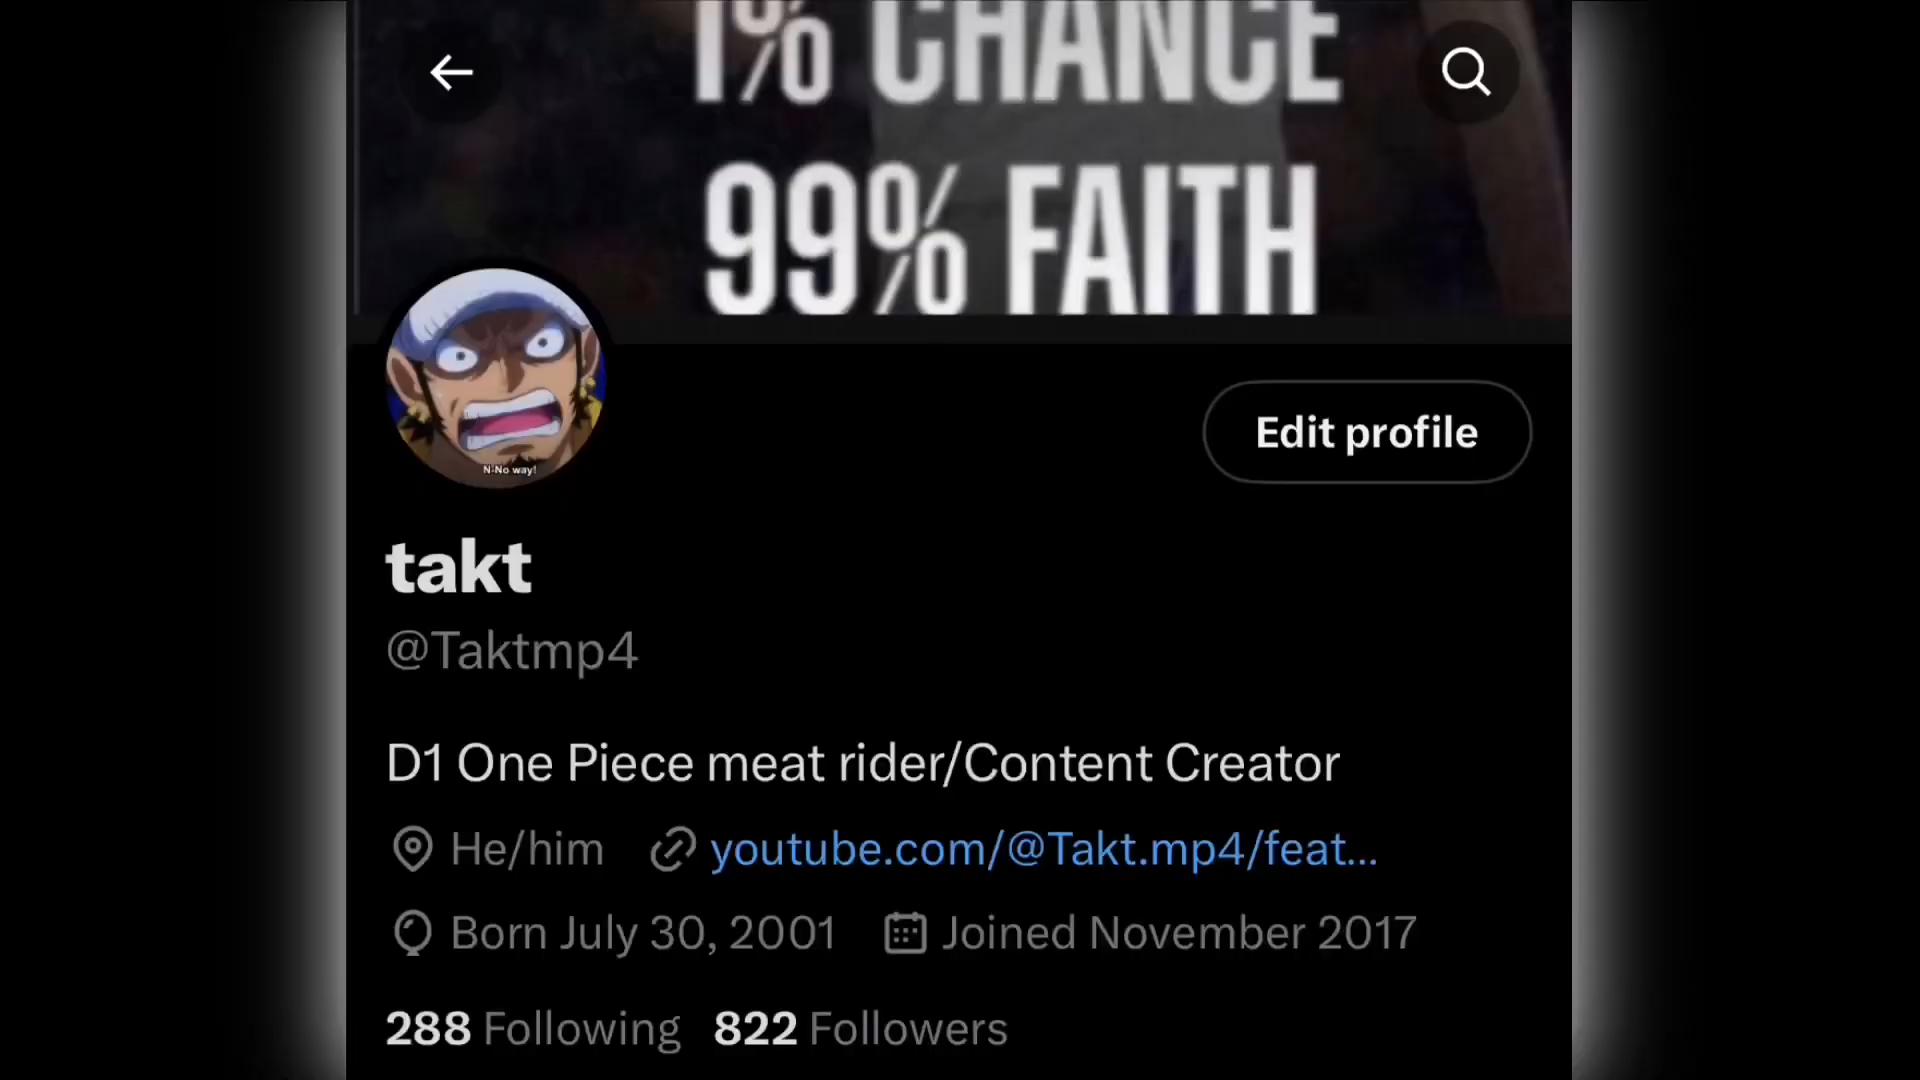 1% CHANCE
99% FAITH
N-No way!
Edit profile
takt
@Taktmp4
D1 One Piece meat rider/Content Creator
He/him youtube.com/@Takt.mp4/feat...
Born July 30, 2001 Joined November 2017
288 Following 822 Followers